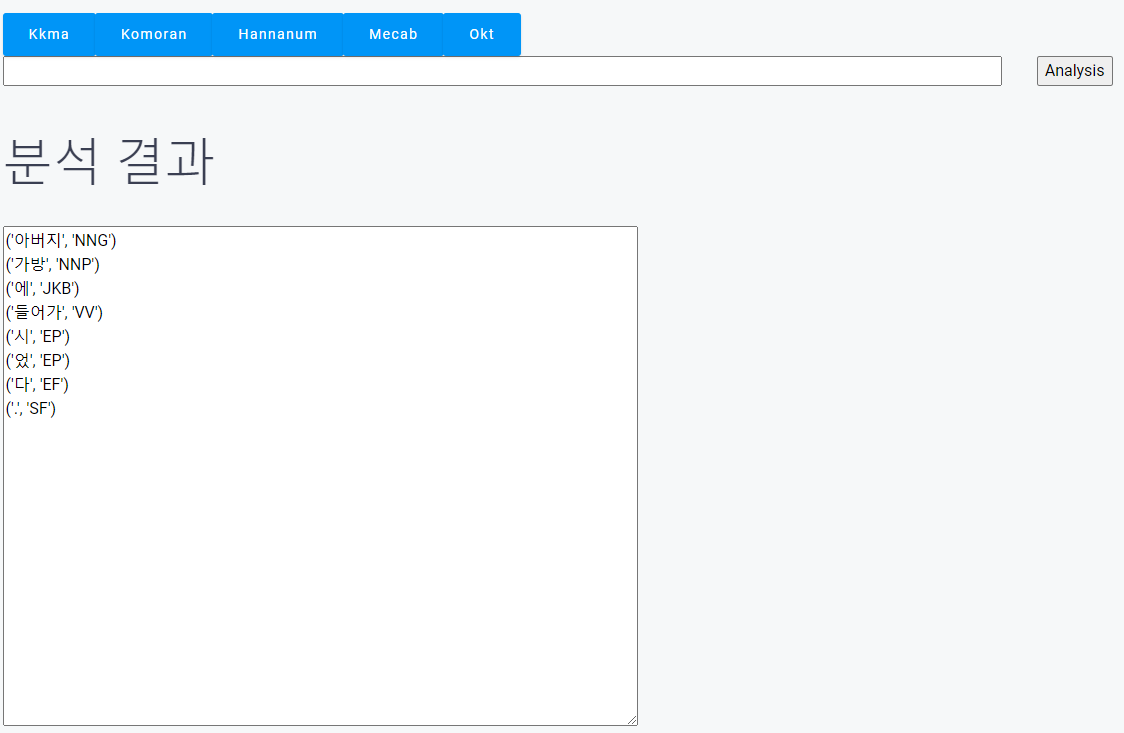 Kkma Komoran Hannanum Mecab Okt
Analysis
분석 결과
('아버지', 'NNG')
('가방', 'NNP')
('에', 'JKB')
('들어가', 'VV')
('시', 'EP')
('었', 'EP')
('다', 'EF')
('.', 'SF')